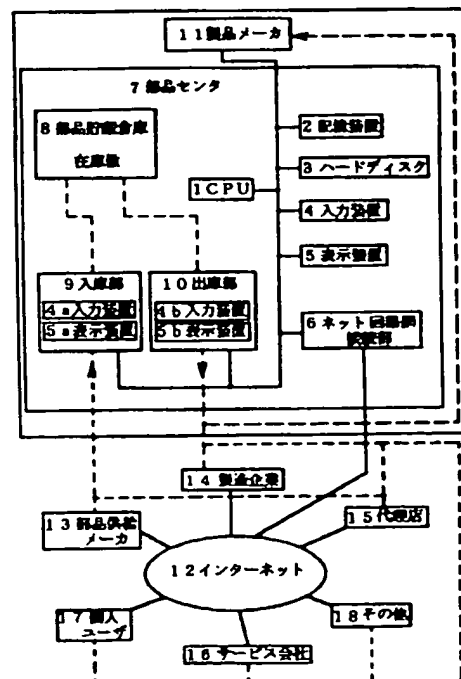 11製品メーカ
7部品センタ
8部品貯蔵倉庫
在庫数
2記憶装置
3ハードディスク
1CPU
4入力装置
5表示装置
9入庫部
4a入力装置
5a表示装置
10出庫部
4b入力装置
5b表示装置
6ネット回線
接続部
14製造企業
13部品供給
メーカ
15代理店
12インターネット
17個人
ユーザ
18その他
16サービス会社